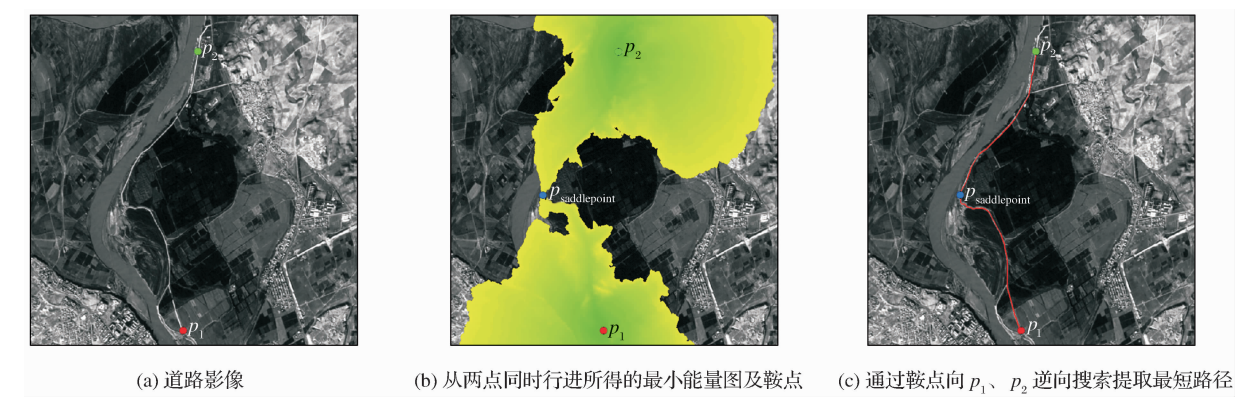 p2
p1
p2
psaddlepoint
p1
p2
psaddlepoint
p1
(a) 道路影像
(b) 从两点同时行进所得的最小能量图及鞍点
(c) 通过鞍点向 p1、p2 逆向搜索提取最短路径